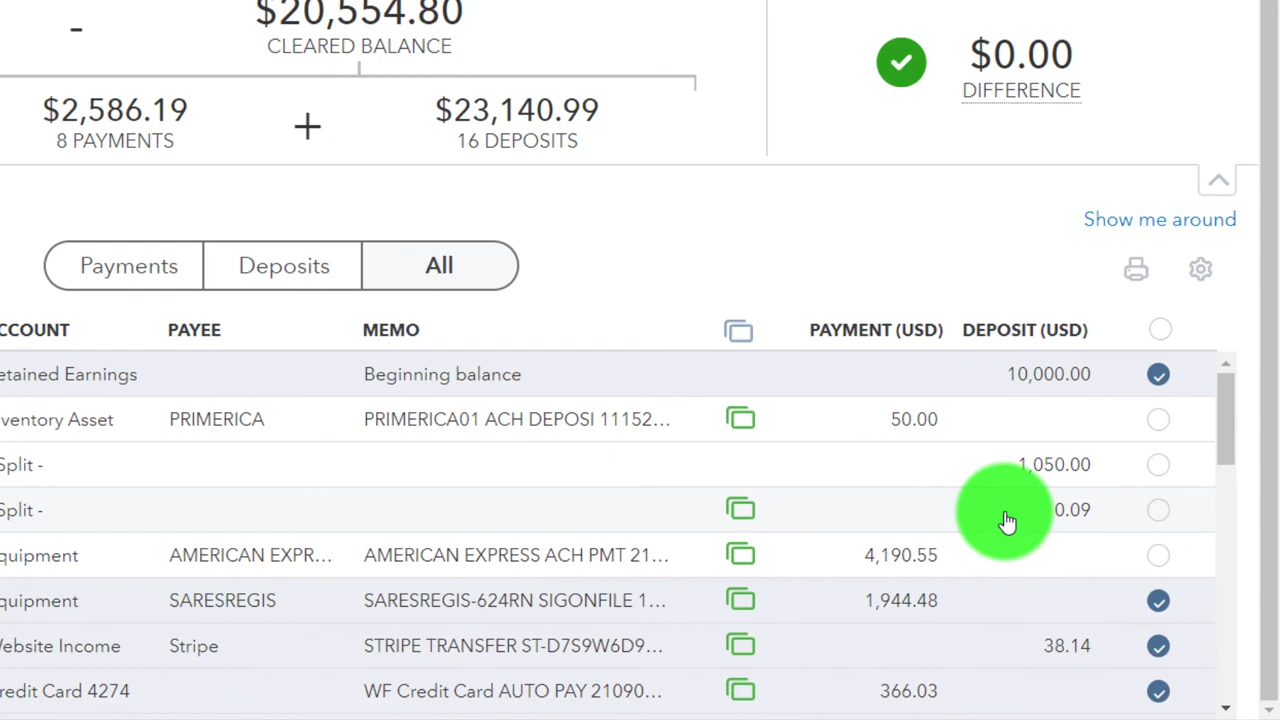 $20,554.80
-
CLEARED BALANCE
$0.00
DIFFERENCE
$2,586.19
8 PAYMENTS
+
$23,140.99
16 DEPOSITS
Show me around
Payments Deposits All
CCOUNT PAYEE MEMO PAYMENT (USD) DEPOSIT (USD)
etained Earnings Beginning balance 10,000.00
ventory Asset PRIMERICA PRIMERICA01 ACH DEPOSI 11152... 50.00
Split - 1,050.00
Split - 0.09
quipment AMERICAN EXPR... AMERICAN EXPRESS ACH PMT 21... 4,190.55
quipment SARESREGIS SARESREGIS-624RN SIGONFILE 1... 1,944.48
Website Income Stripe STRIPE TRANSFER ST-D7S9W6D9... 38.14
redit Card 4274 WF Credit Card AUTO PAY 21090... 366.03